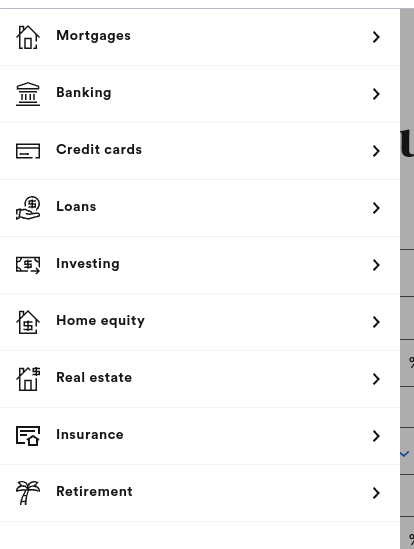 Mortgages
Banking
Credit cards
Loans
Investing
Home equity
Real estate
Insurance
Retirement